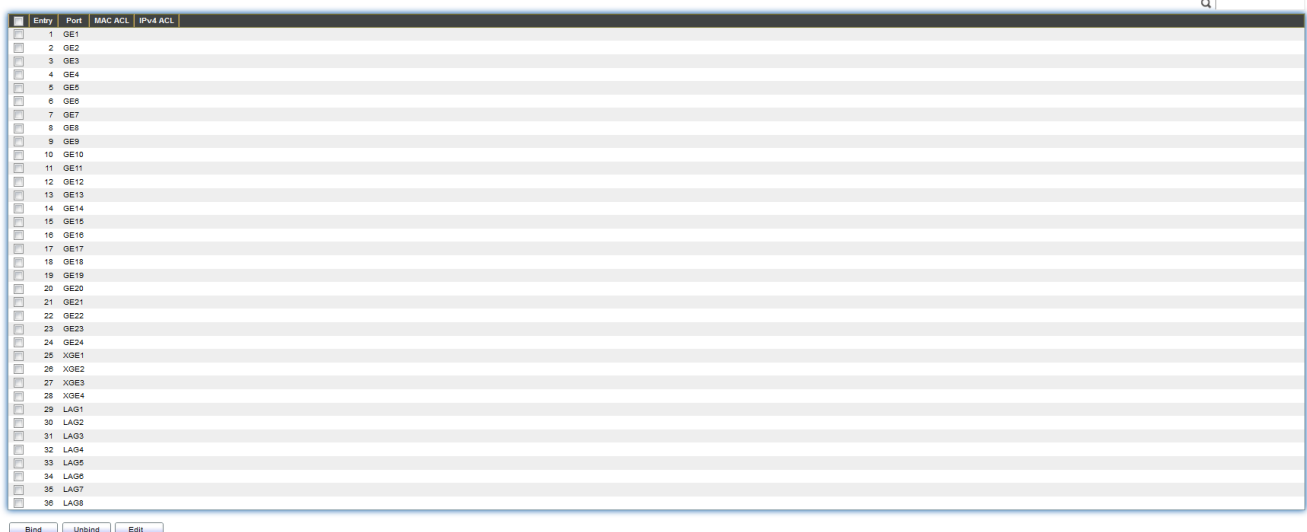 Entry Port MAC ACL IPv4 ACL
1 GE1
2 GE2
3 GE3
4 GE4
5 GE5
6 GE6
7 GE7
8 GE8
9 GE9
10 GE10
11 GE11
12 GE12
13 GE13
14 GE14
15 GE15
16 GE16
17 GE17
18 GE18
19 GE19
20 GE20
21 GE21
22 GE22
23 GE23
24 GE24
25 XGE1
26 XGE2
27 XGE3
28 XGE4
29 LAG1
30 LAG2
31 LAG3
32 LAG4
33 LAG5
34 LAG6
35 LAG7
36 LAG8
Bind Unbind Edit